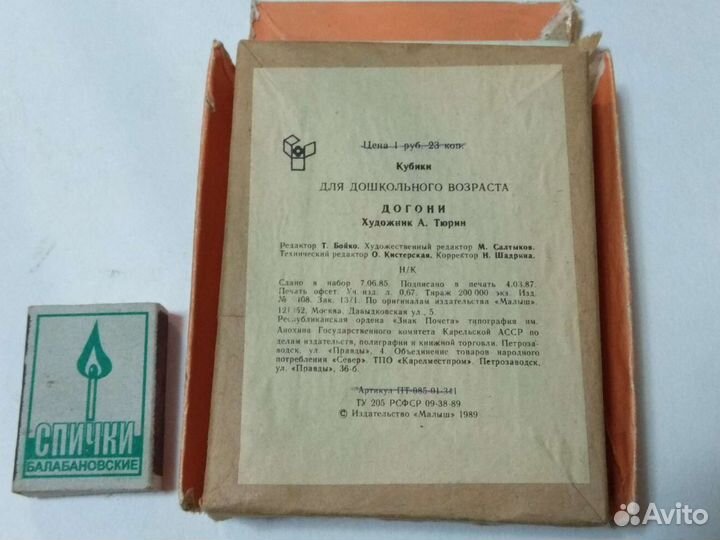 Цена 1 руб. 23 коп.
Кубики
ДЛЯ ДОШКОЛЬНОГО ВОЗРАСТА
ДОГОНИ
Художник А. Тюрин
Редактор Т. Бойко. Художественный редактор М. Салтыков.
Технический редактор О. Кистерская. Корректор Н. Шадрина.
Н/К
Сдано в набор 7.06.85. Подписано в печать 4.03.87.
Печать офсет. Уч. изд. л. 0,67. Тираж 200 000 экз. Изд.
№ 108. Зак. 1371. По оригиналам издательства «Малыш»,
121352, Москва, Давыдковская ул., 5.
Республиканская ордена «Знак Почета» типография им.
Анохина Государственного комитета Карельской АССР по
делам издательств, полиграфии и книжной торговли. Петроза-
водск, ул. «Правды», 4. Объединение товаров народного
потребления «Север». ТПО «Карелместпром». Петрозаводск,
ул. «Правды», 36-б.
Артикул ПТ-085-01-341
ТУ 205 РСФСР 09-38-89
© Издательство «Малыш» 1989
СПИЧКИ
БАЛАБАНОВСКИЕ
Avito